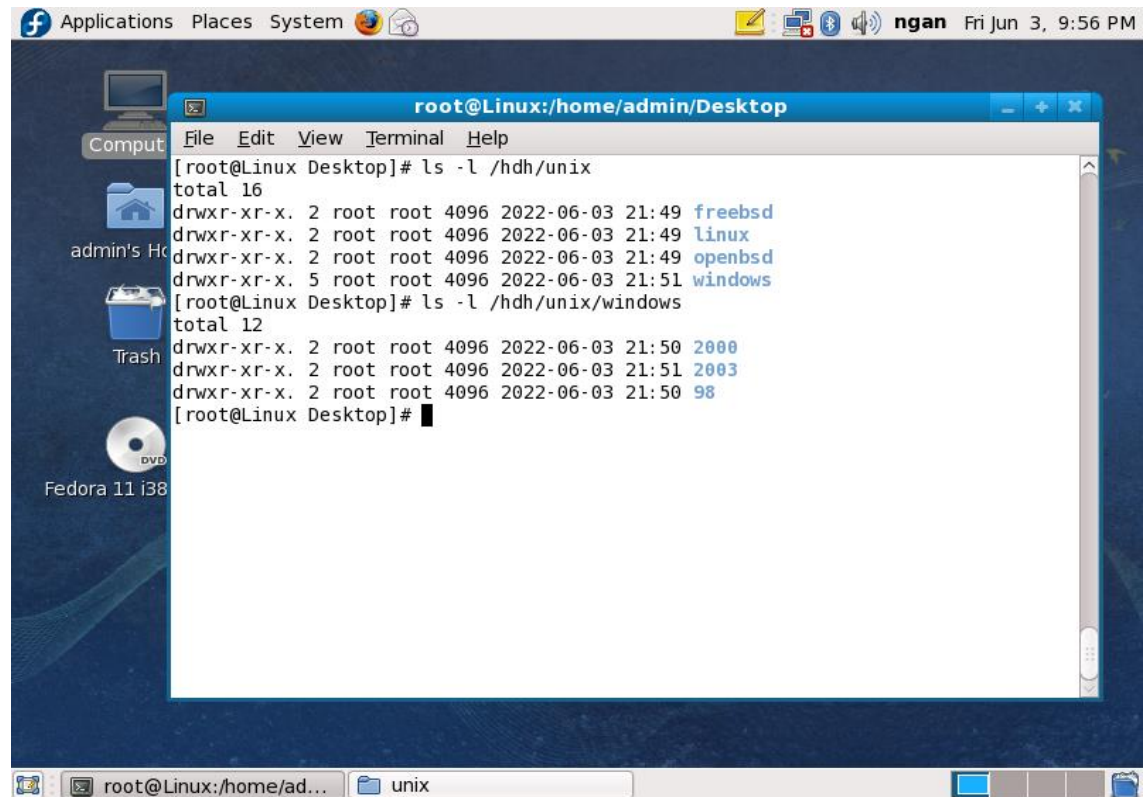 Applications Places System ngan Fri Jun 3, 9:56 PM
root@Linux:/home/admin/Desktop
File Edit View Terminal Help
[root@Linux Desktop]# ls -l /hdh/unix
total 16
drwxr-xr-x. 2 root root 4096 2022-06-03 21:49 freebsd
drwxr-xr-x. 2 root root 4096 2022-06-03 21:49 linux
drwxr-xr-x. 2 root root 4096 2022-06-03 21:49 openbsd
drwxr-xr-x. 5 root root 4096 2022-06-03 21:51 windows
[root@Linux Desktop]# ls -l /hdh/unix/windows
total 12
drwxr-xr-x. 2 root root 4096 2022-06-03 21:50 2000
drwxr-xr-x. 2 root root 4096 2022-06-03 21:51 2003
drwxr-xr-x. 2 root root 4096 2022-06-03 21:50 98
[root@Linux Desktop]#
Comput
admin's Ho
Trash
DVD
Fedora 11 i38
root@Linux:/home/ad... unix